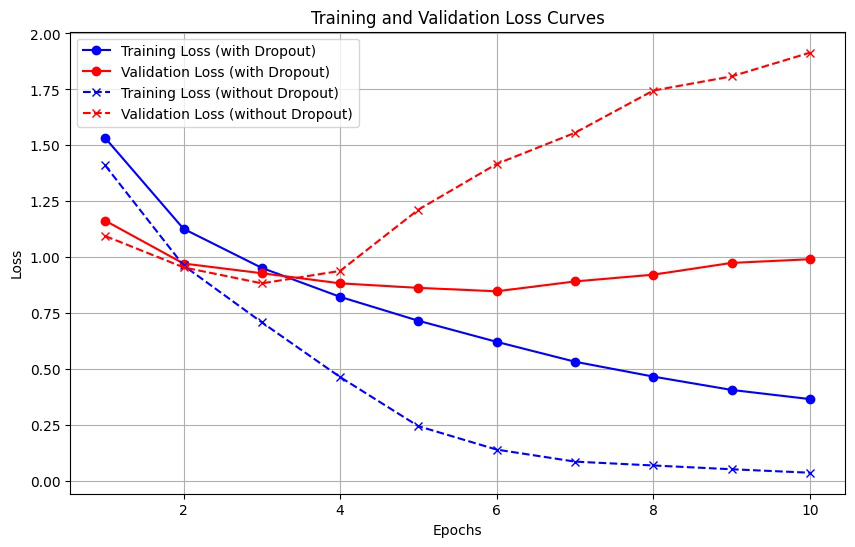 Training and Validation Loss Curves
Training Loss (with Dropout)
Validation Loss (with Dropout)
Training Loss (without Dropout)
Validation Loss (without Dropout)
Loss
2.00
1.75
1.50
1.25
1.00
0.75
0.50
0.25
0.00
2 4 6 8 10
Epochs